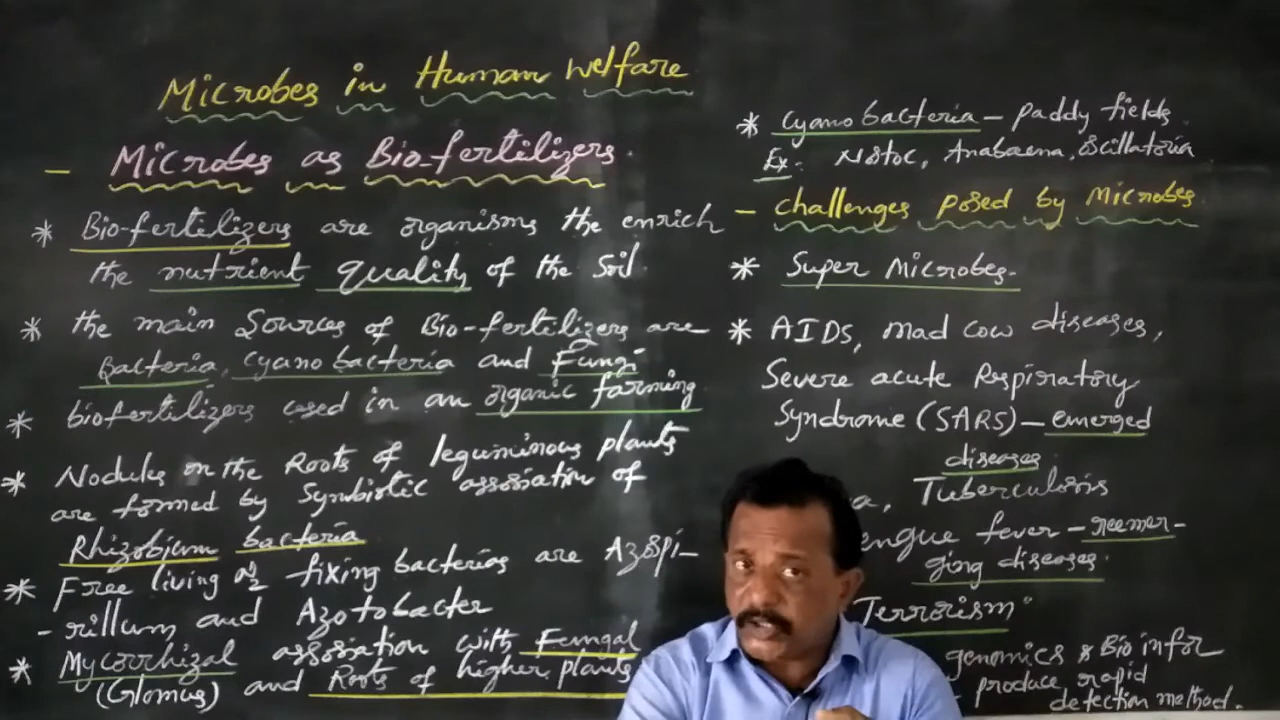 Microbes in Human Welfare
- Microbes as Bio-fertilizers.
* Bio-fertilizers are organisms the enrich
the nutrient quality of the Soil.
* the main Sources of Bio-fertilizers are
Bacteria, cyano bacteria and Fungi
* biofertilizers used in an organic farming
* Nodules on the Roots of leguminous plants
are formed by Symbiotic assosiation of
Rhizobium bacteria
* Free living N2 fixing bacterias are Azospi-
-rillum and Azotobacter
* Mycorrhizal assosiation with Fungal
(Glomus) and Roots of higher plants
* Cyano bacteria - paddy fields.
Ex: Nostoc, Anabaena, Oscillatoria
- challenges posed by Microbes
* Super Microbes.
* AIDs, mad cow diseases,
Severe acute Respiratory
Syndrome (SARS) - emerged
diseases.
a, Tuberculosis
engue fever - reemer-
ging diseases.
Terrorism
genomics & Bio infor
produce rapid
detection method.